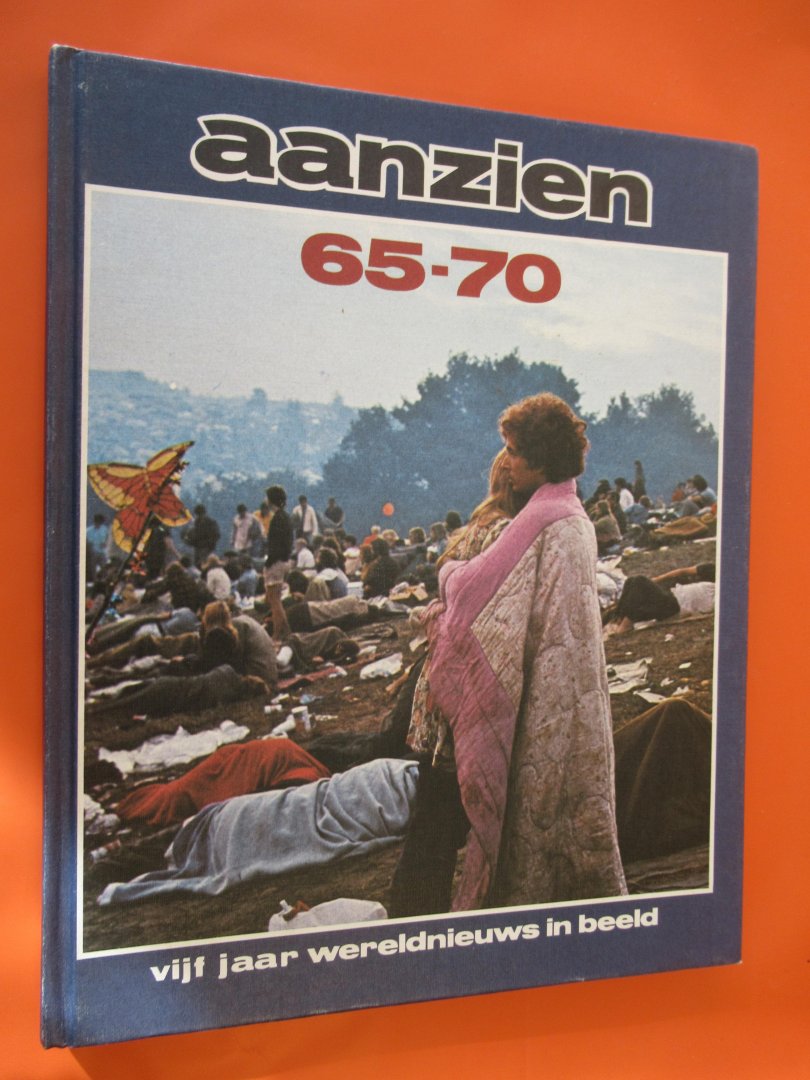 aanzien
65-70
vijf jaar wereldnieuws in beeld